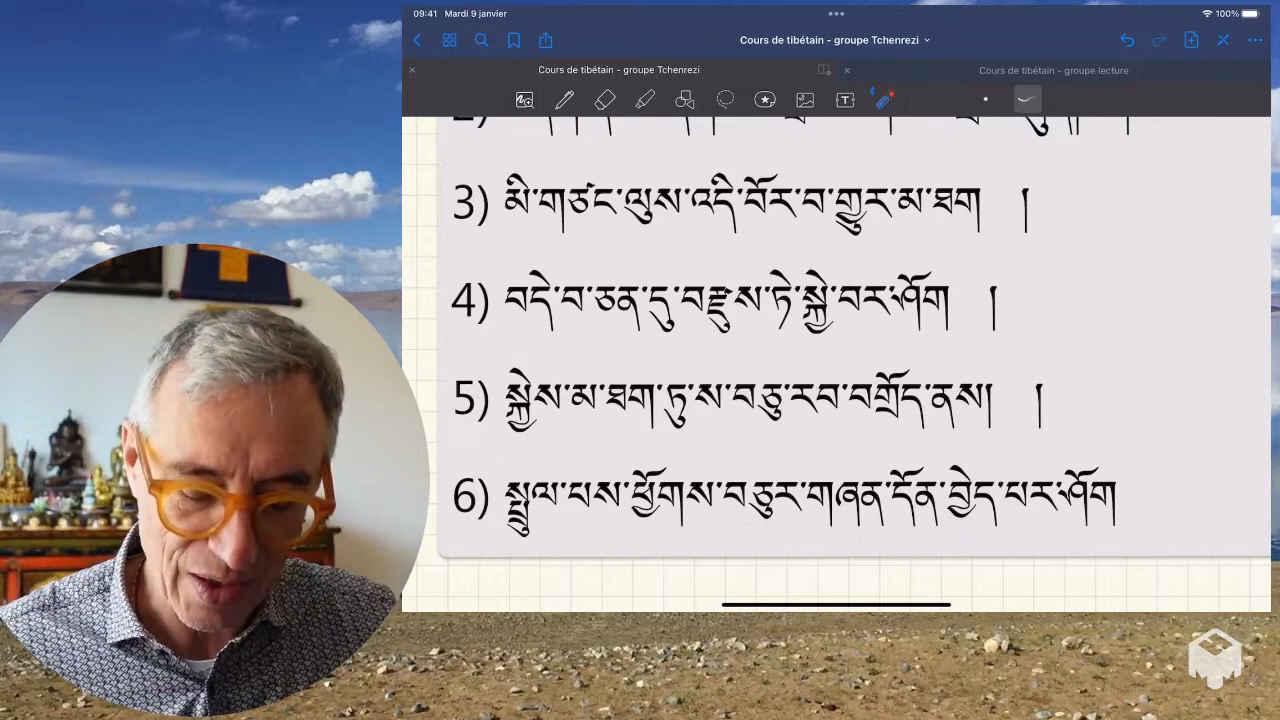 09:41 Mardi 9 janvier
100%
Cours de tibétain - groupe Tchenrezi
Cours de tibétain - groupe Tchenrezi
Cours de tibétain - groupe lecture
3) མི་གཙང་ལུས་འདི་བོར་བ་གྱུར་མ་ཐག །
4) བདེ་བ་ཅན་དུ་བརྫུས་ཏེ་སྐྱེ་བར་ཤོག །
5) སྐྱེས་མ་ཐག་ཏུ་ས་བཅུ་རབ་བགྲོད་ནས། །
6) སྤྲུལ་པས་ཕྱོགས་བཅུར་གཞན་དོན་བྱེད་པར་ཤོག